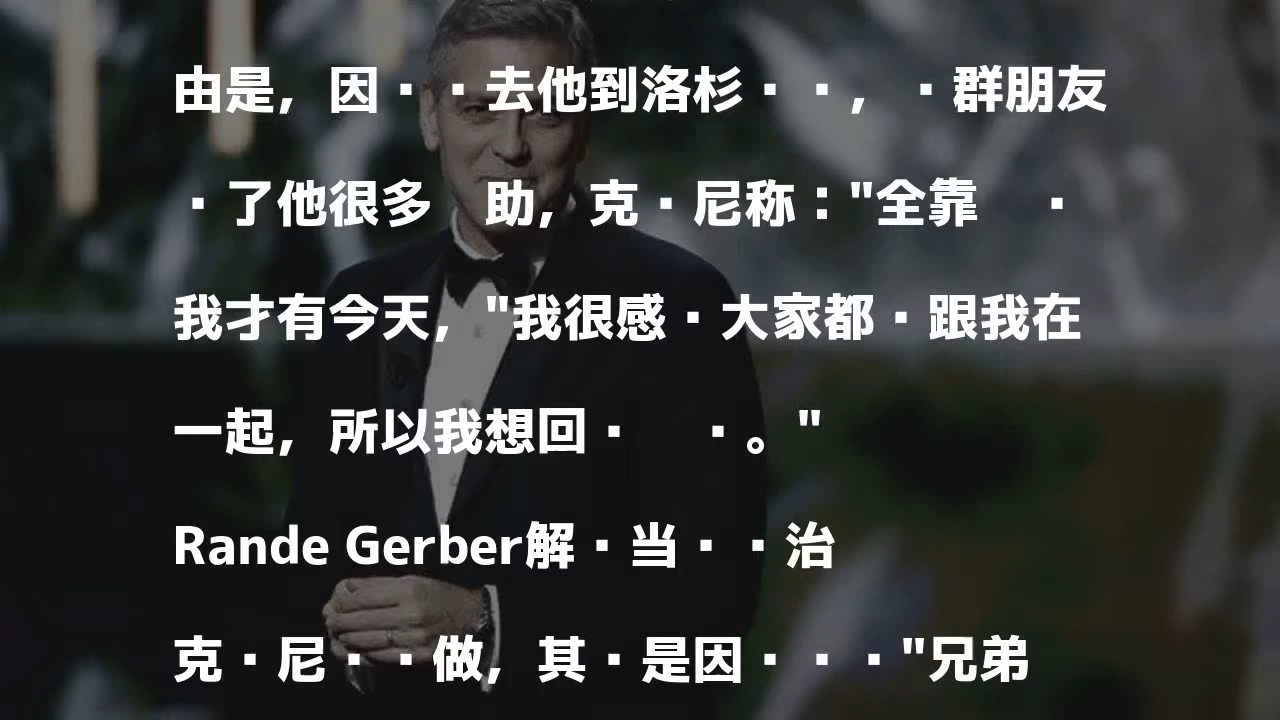 由是，因▪▪去他到洛杉▪▪，▪群朋友
▪了他很多　助，克▪尼称："全靠　▪
我才有今天，"我很感▪大家都▪跟我在
一起，所以我想回▪　▪。"
Rande Gerber解▪当▪▪治
克▪尼▪▪做，其▪是因▪▪▪"兄弟